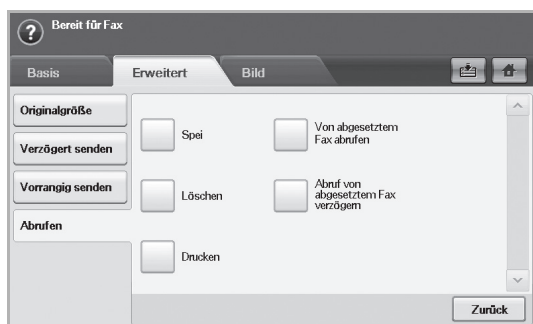 ?
Bereit für Fax
Basis
Erweitert
Bild
Originalgröße
Verzögert senden
Vorrangig senden
Abrufen
Spei
Von abgesetztem
Fax abrufen
Löschen
Abruf von
abgesetztem Fax
verzögern
Drucken
Zurück